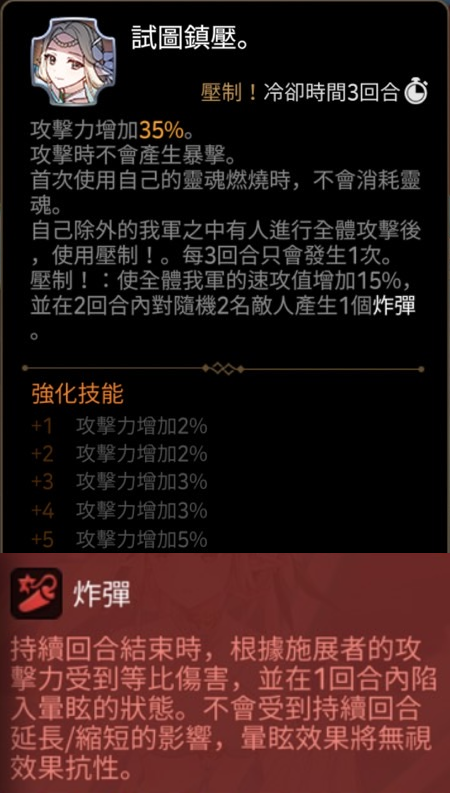 試圖鎮壓。
壓制！冷卻時間3回合
攻擊力增加35%。
攻擊時不會產生暴擊。
首次使用自己的靈魂燃燒時，不會消耗靈
魂。
自己除外的我軍之中有人進行全體攻擊後
，使用壓制！。每3回合只會發生1次。
壓制！：使全體我軍的速攻值增加15%，
並在2回合內對隨機2名敵人產生1個炸彈
。
強化技能
+1 攻擊力增加2%
+2 攻擊力增加2%
+3 攻擊力增加3%
+4 攻擊力增加3%
+5 攻擊力增加5%
炸彈
持續回合結束時，根據施展者的攻
擊力受到等比傷害，並在1回合內陷
入暈眩的狀態。不會受到持續回合
延長/縮短的影響，暈眩效果將無視
效果抗性。